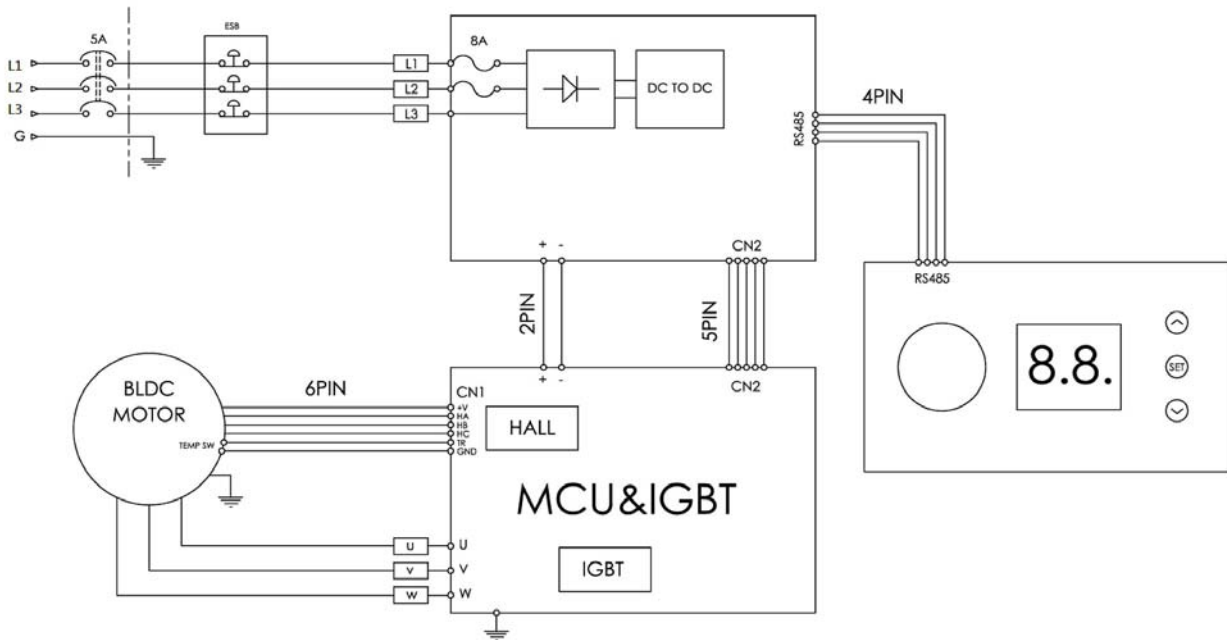 ESB
5A
L1
L2
L3
G
L1
L2
L3
8A
DC TO DC
RS485
4PIN
+ -
CN2
2PIN
5PIN
RS485
8.8.
SET
BLDC
MOTOR
TEMP SW
6PIN
+ -
CN2
CN1
+V
HA
HB
HC
TR
GND
HALL
MCU&IGBT
IGBT
U U
V V
W W